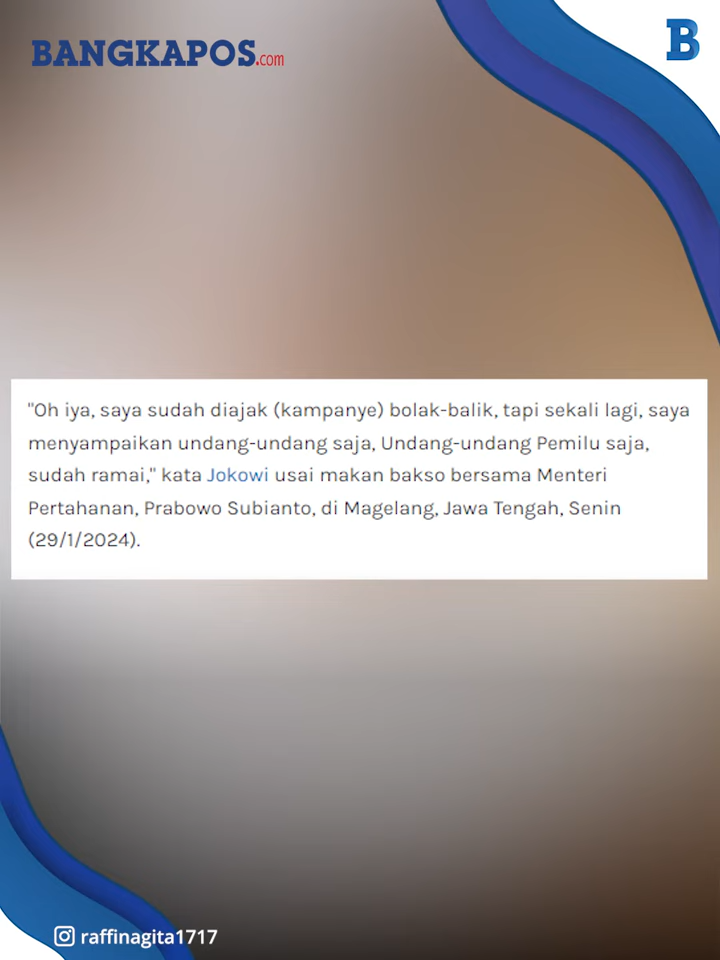 BANGKAPOS.com
B
"Oh iya, saya sudah diajak (kampanye) bolak-balik, tapi sekali lagi, saya
menyampaikan undang-undang saja, Undang-undang Pemilu saja,
sudah ramai," kata Jokowi usai makan bakso bersama Menteri
Pertahanan, Prabowo Subianto, di Magelang, Jawa Tengah, Senin
(29/1/2024).
raffinagita1717